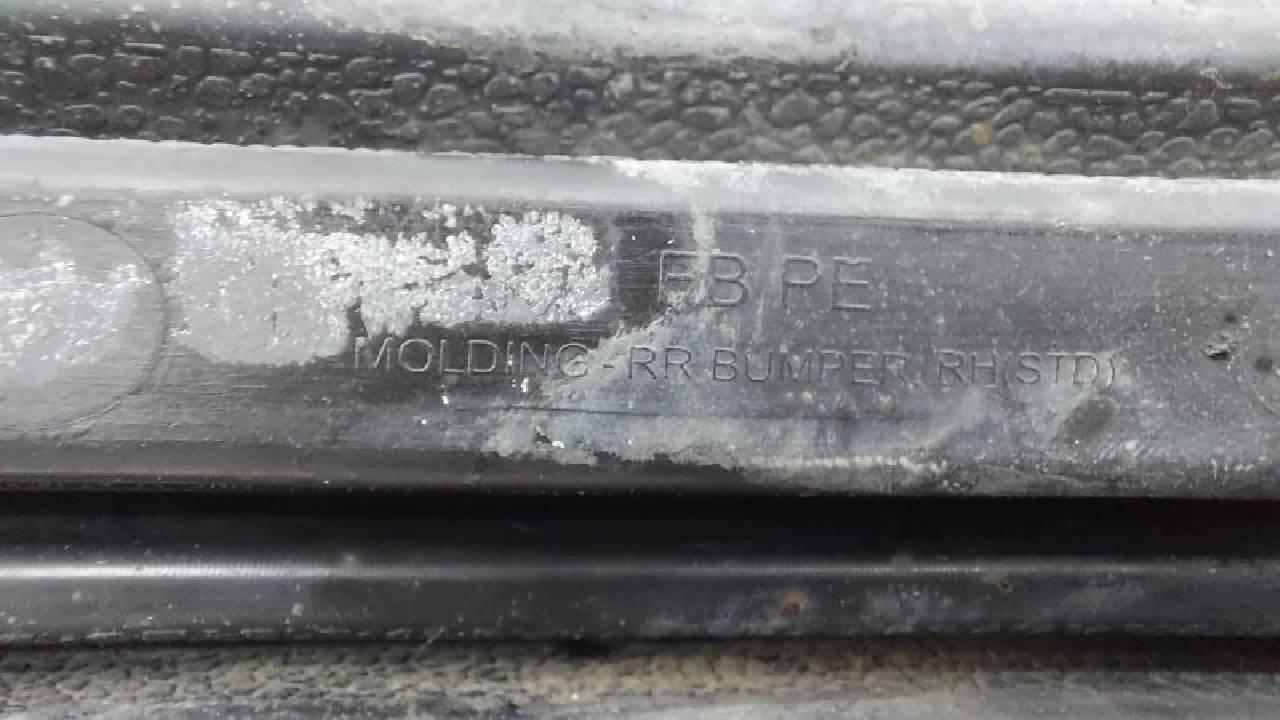 FB PE
MOLDING-RR BUMPER, RH(STD)